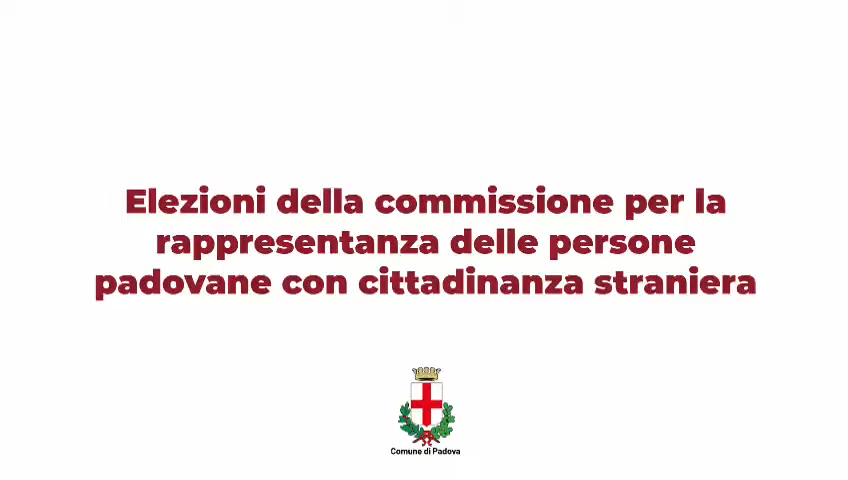 Elezioni della commissione per la
rappresentanza delle persone
padovane con cittadinanza straniera
Comune di Padova